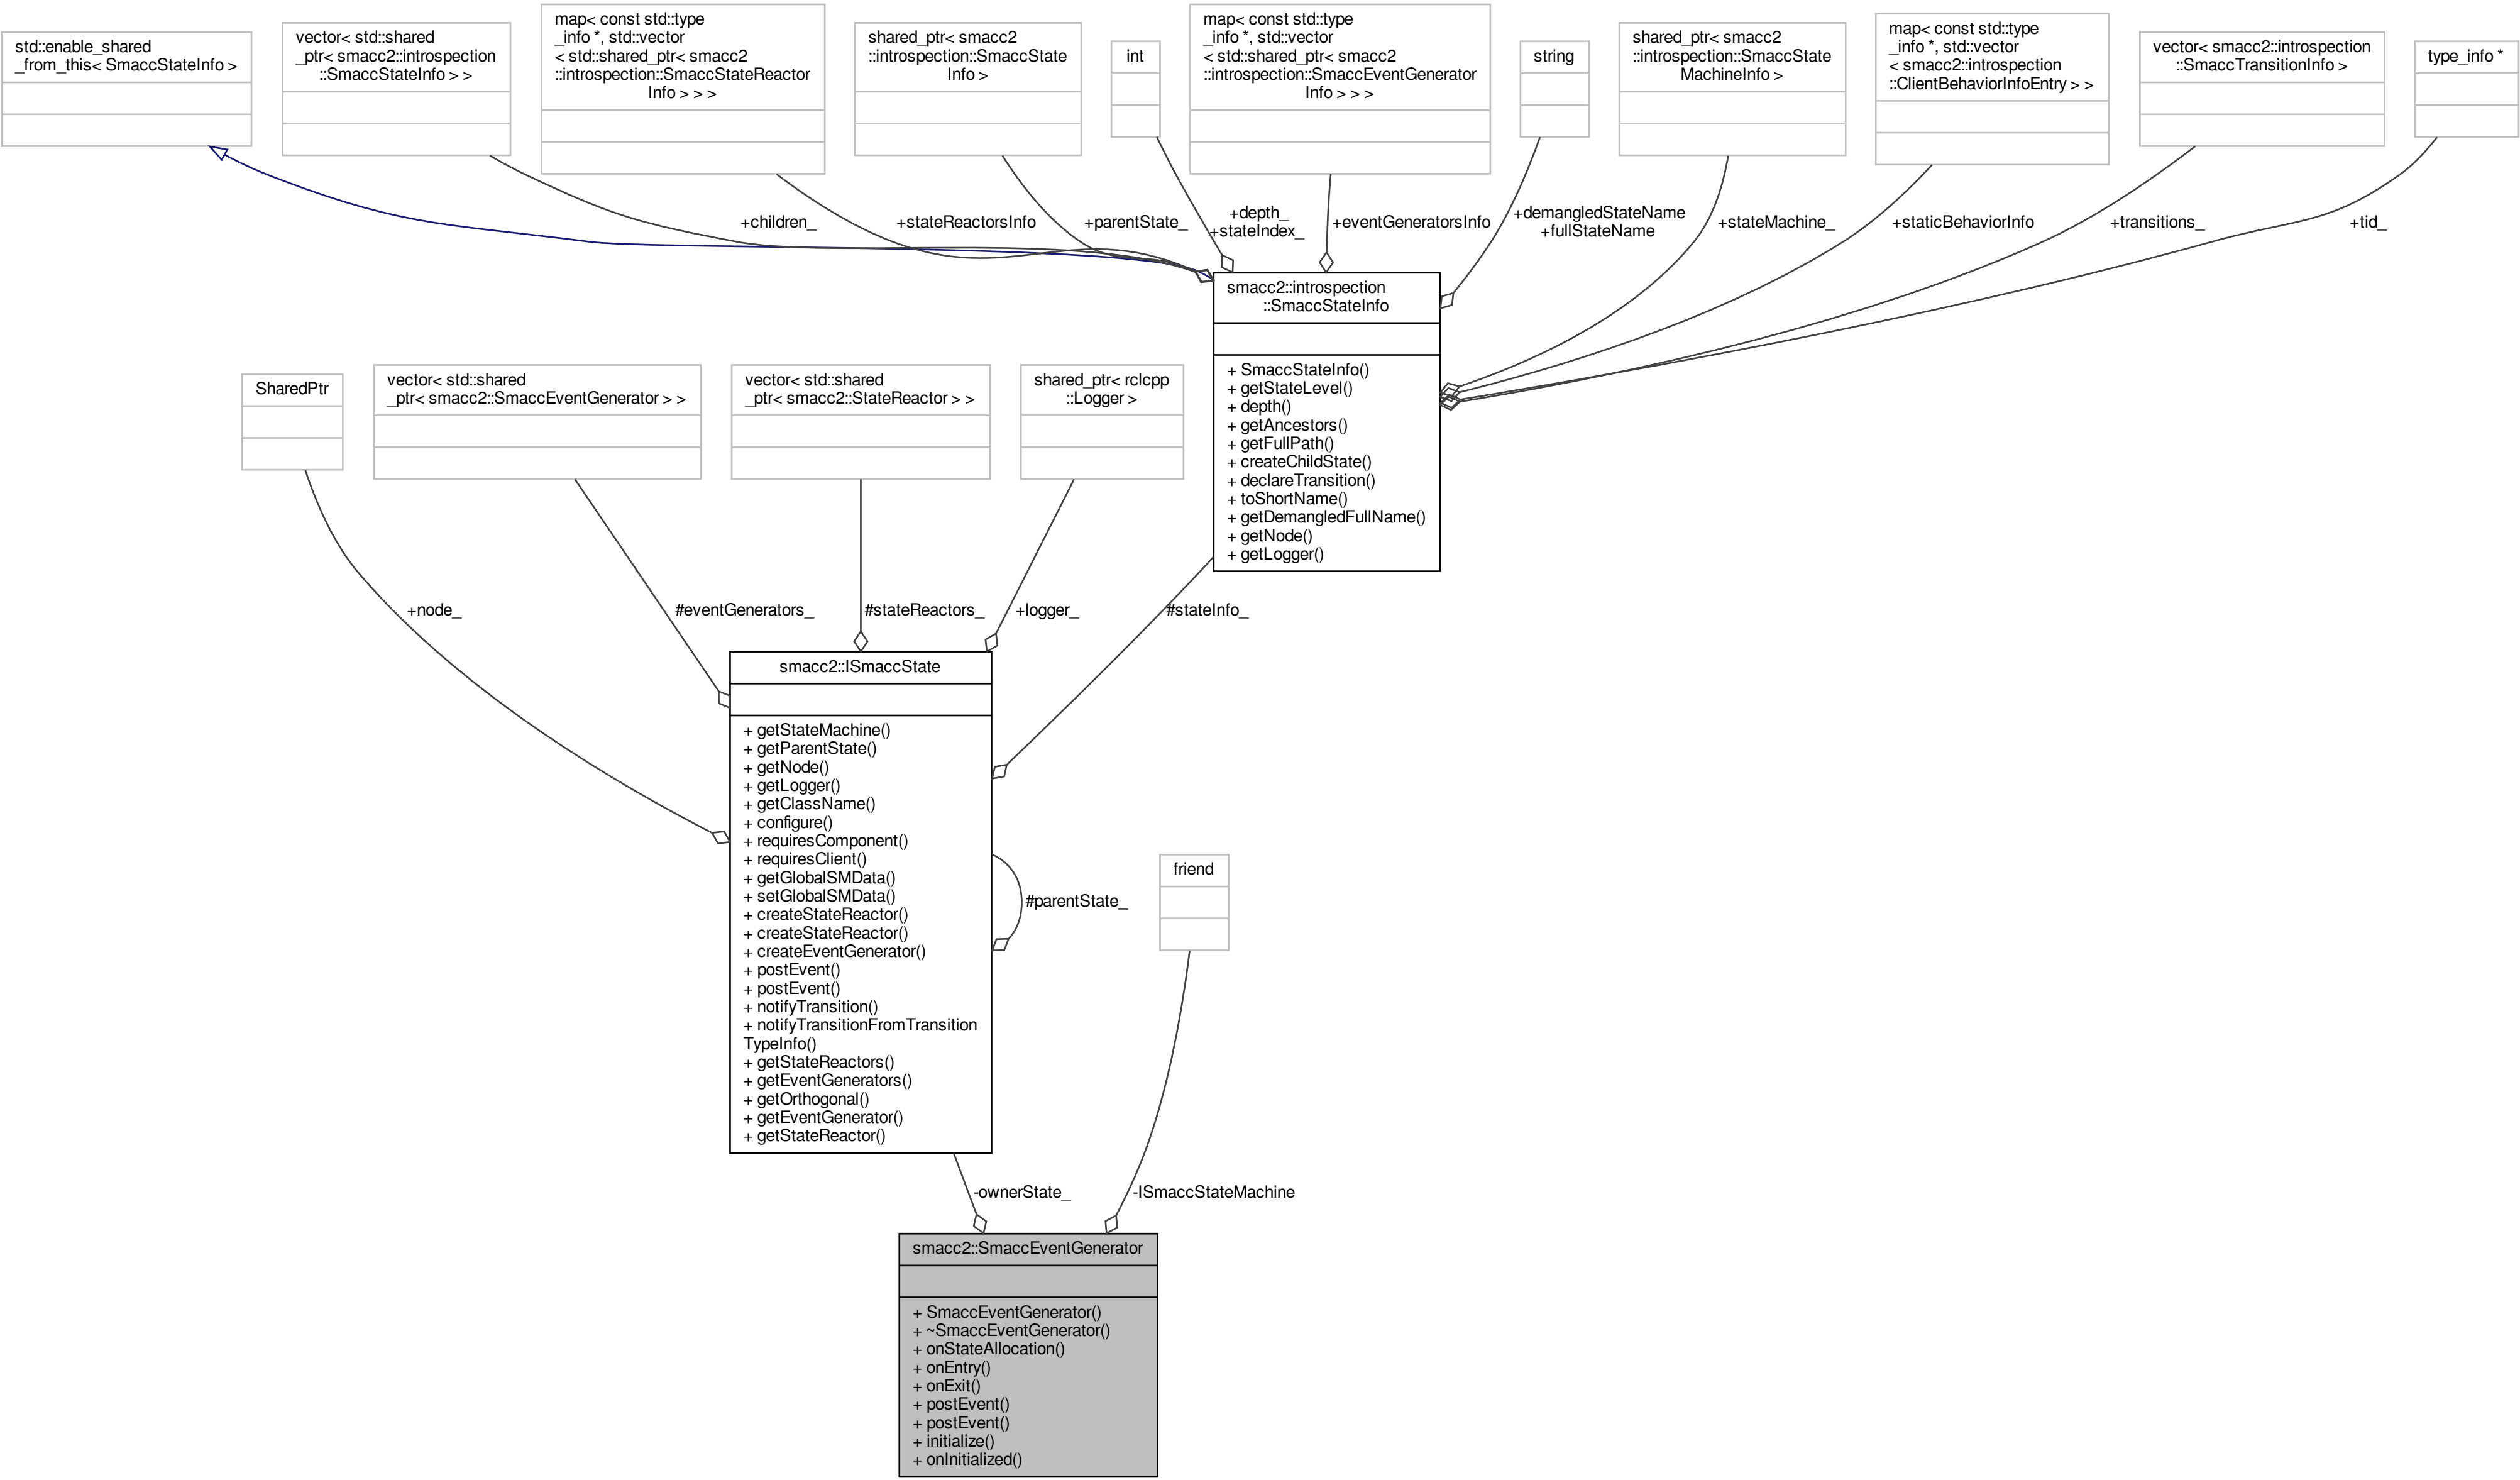 std::enable_shared
_from_this< SmaccStateInfo >
vector< std::shared
_ptr< smacc2::introspection
::SmaccStateInfo > >
map< const std::type
_info *, std::vector
< std::shared_ptr< smacc2
::introspection::SmaccStateReactor
Info > > >
shared_ptr< smacc2
::introspection::SmaccState
Info >
int
map< const std::type
_info *, std::vector
< std::shared_ptr< smacc2
::introspection::SmaccEventGenerator
Info > > >
string
shared_ptr< smacc2
::introspection::SmaccState
MachineInfo >
map< const std::type
_info *, std::vector
< smacc2::introspection
::ClientBehaviorInfoEntry > >
vector< smacc2::introspection
::SmaccTransitionInfo >
type_info *
+children_
+stateReactorsInfo
+parentState_
+depth_
+stateIndex_
+eventGeneratorsInfo
+demangledStateName
+fullStateName
+stateMachine_
+staticBehaviorInfo
+transitions_
+tid_
smacc2::introspection
::SmaccStateInfo
+ SmaccStateInfo()
+ getStateLevel()
+ depth()
+ getAncestors()
+ getFullPath()
+ createChildState()
+ declareTransition()
+ toShortName()
+ getDemangledFullName()
+ getNode()
+ getLogger()
SharedPtr
vector< std::shared
_ptr< smacc2::SmaccEventGenerator > >
vector< std::shared
_ptr< smacc2::StateReactor > >
shared_ptr< rclcpp
::Logger >
+node_
#eventGenerators_
#stateReactors_
+logger_
#stateInfo_
smacc2::ISmaccState
+ getStateMachine()
+ getParentState()
+ getNode()
+ getLogger()
+ getClassName()
+ configure()
+ requiresComponent()
+ requiresClient()
+ getGlobalSMData()
+ setGlobalSMData()
+ createStateReactor()
+ createStateReactor()
+ createEventGenerator()
+ postEvent()
+ postEvent()
+ notifyTransition()
+ notifyTransitionFromTransition
TypeInfo()
+ getStateReactors()
+ getEventGenerators()
+ getOrthogonal()
+ getEventGenerator()
+ getStateReactor()
#parentState_
friend
-ownerState_
-ISmaccStateMachine
smacc2::SmaccEventGenerator
+ SmaccEventGenerator()
+ ~SmaccEventGenerator()
+ onStateAllocation()
+ onEntry()
+ onExit()
+ postEvent()
+ postEvent()
+ initialize()
+ onInitialized()